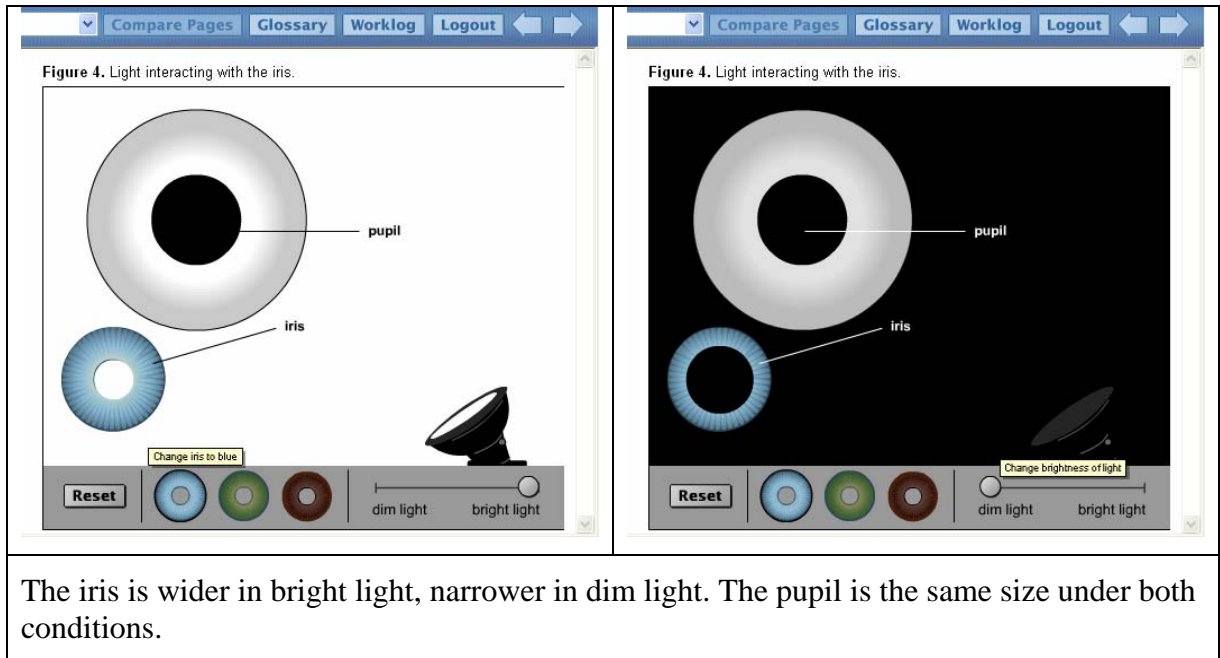 Compare Pages Glossary Worklog Logout
Figure 4. Light interacting with the iris.
pupil
iris
Change iris to blue
Reset
dim light bright light
Compare Pages Glossary Worklog Logout
Figure 4. Light interacting with the iris.
pupil
iris
Change brightness of light
Reset
dim light bright light
The iris is wider in bright light, narrower in dim light. The pupil is the same size under both
conditions.